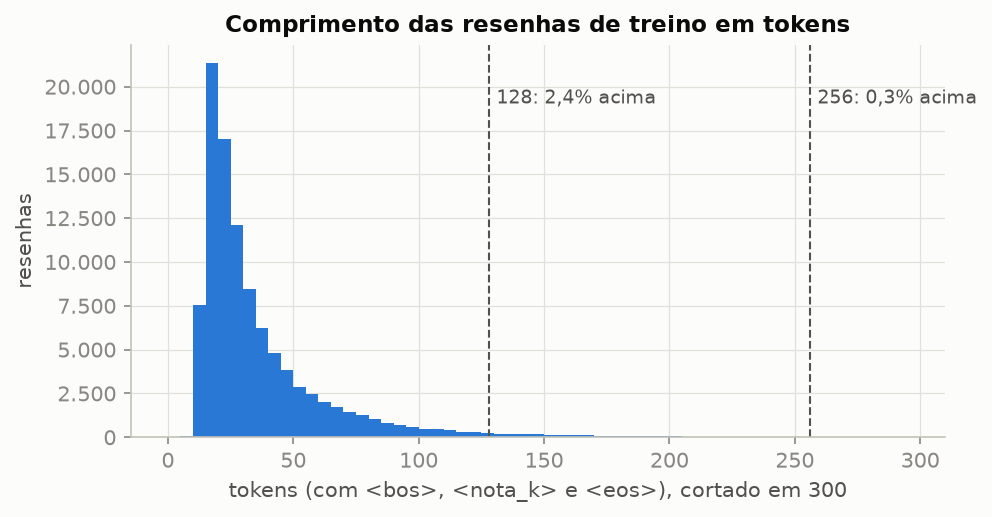 Comprimento das resenhas de treino em tokens
128: 2,4% acima
256: 0,3% acima
20.000
17.500
15.000
12.500
10.000
7.500
5.000
2.500
0
resenhas
0 50 100 150 200 250 300
tokens (com <bos>, <nota_k> e <eos>), cortado em 300